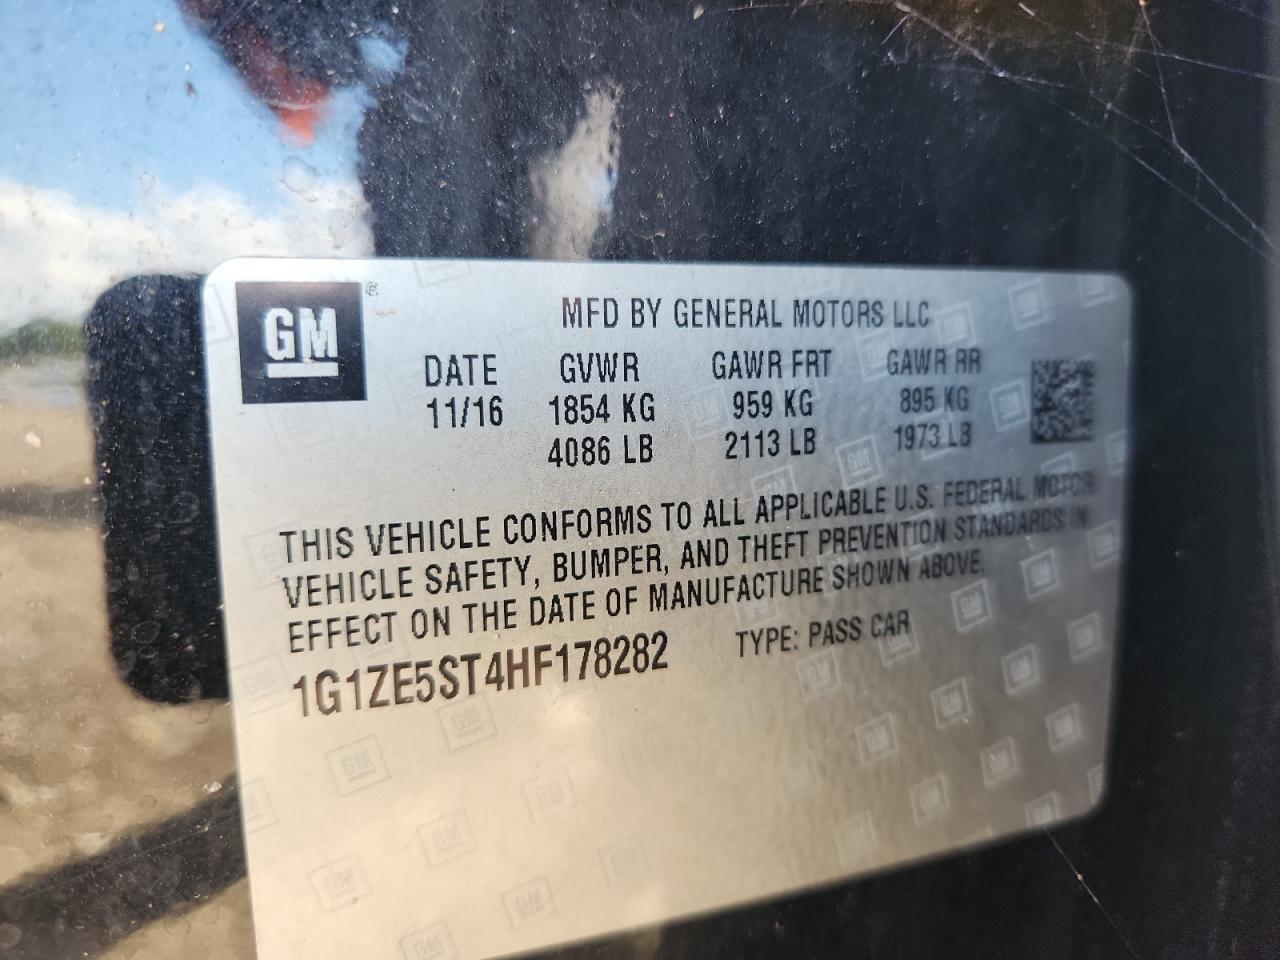 GM ®
MFD BY GENERAL MOTORS LLC
DATE GVWR GAWR FRT GAWR RR
11/16 1854 KG 959 KG 895 KG
4086 LB 2113 LB 1973 LB
THIS VEHICLE CONFORMS TO ALL APPLICABLE U.S. FEDERAL MOTOR
VEHICLE SAFETY, BUMPER, AND THEFT PREVENTION STANDARDS IN
EFFECT ON THE DATE OF MANUFACTURE SHOWN ABOVE.
1G1ZE5ST4HF178282 TYPE: PASS CAR